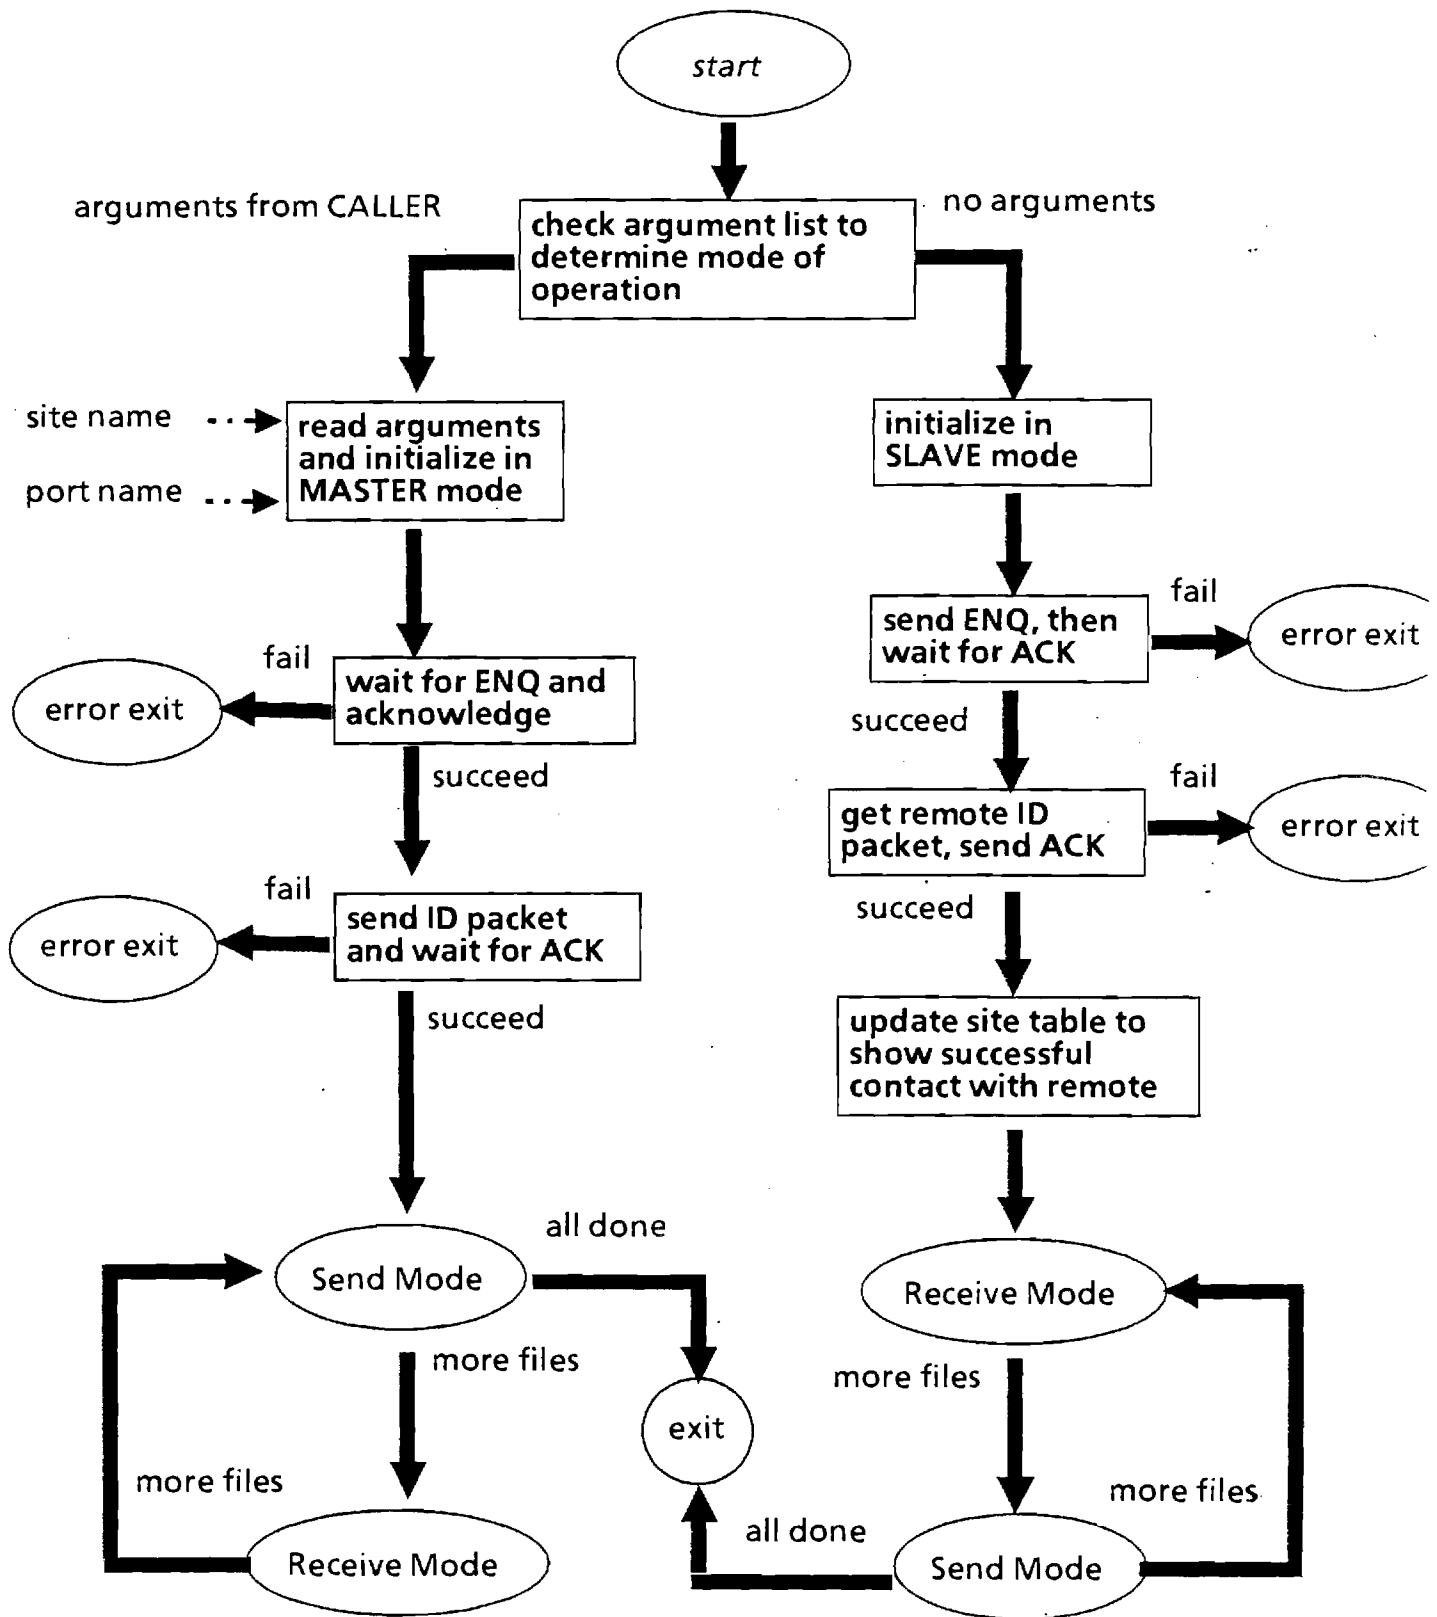 start
arguments from CALLER
no arguments
check argument list to
determine mode of
operation
site name
port name
read arguments
and initialize in
MASTER mode
initialize in
SLAVE mode
send ENQ, then
wait for ACK
fail
error exit
fail
error exit
wait for ENQ and
acknowledge
succeed
succeed
get remote ID
packet, send ACK
fail
error exit
fail
error exit
send ID packet
and wait for ACK
succeed
succeed
update site table to
show successful
contact with remote
Send Mode
all done
Receive Mode
more files
more files
exit
more files
more files
Receive Mode
all done
Send Mode